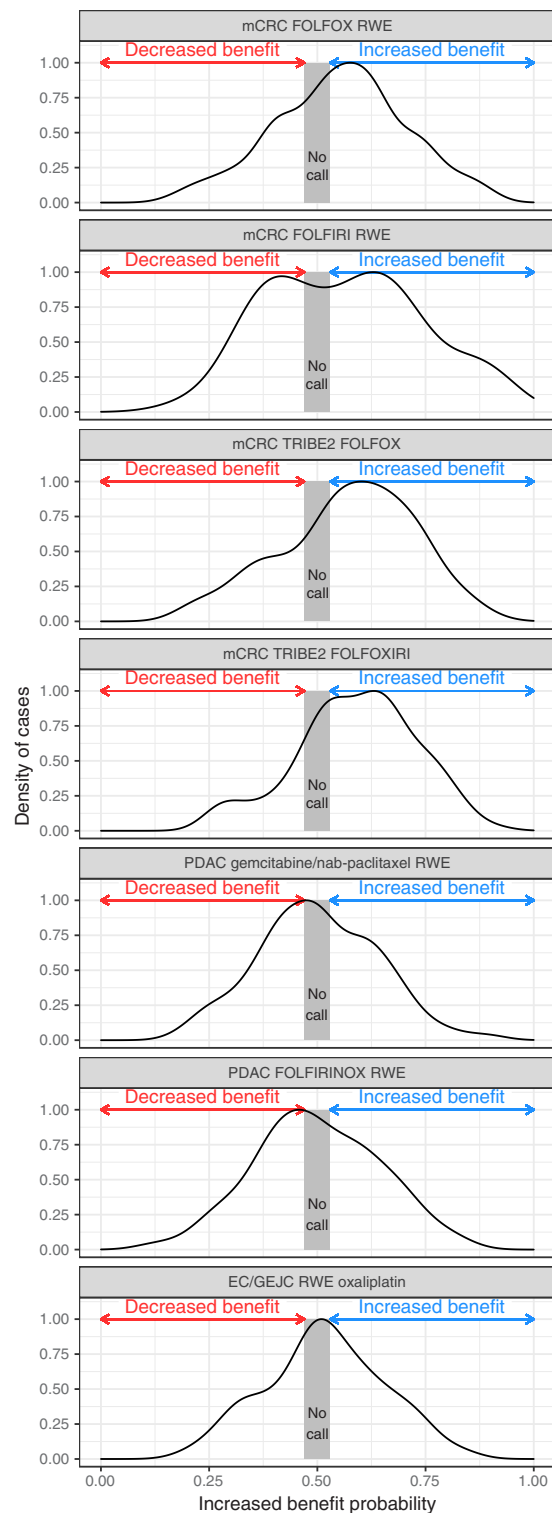 mCRC FOLFOX RWE
Decreased benefit Increased benefit
1.00
0.75
0.50
0.25
0.00
No
call
mCRC FOLFIRI RWE
Decreased benefit Increased benefit
1.00
0.75
0.50
0.25
0.00
No
call
mCRC TRIBE2 FOLFOX
Decreased benefit Increased benefit
1.00
0.75
0.50
0.25
0.00
No
call
mCRC TRIBE2 FOLFOXIRI
Decreased benefit Increased benefit
1.00
0.75
0.50
0.25
0.00
No
call
Density of cases
PDAC gemcitabine/nab-paclitaxel RWE
Decreased benefit Increased benefit
1.00
0.75
0.50
0.25
0.00
No
call
PDAC FOLFIRINOX RWE
Decreased benefit Increased benefit
1.00
0.75
0.50
0.25
0.00
No
call
EC/GEJC RWE oxaliplatin
Decreased benefit Increased benefit
1.00
0.75
0.50
0.25
0.00
No
call
0.00 0.25 0.50 0.75 1.00
Increased benefit probability